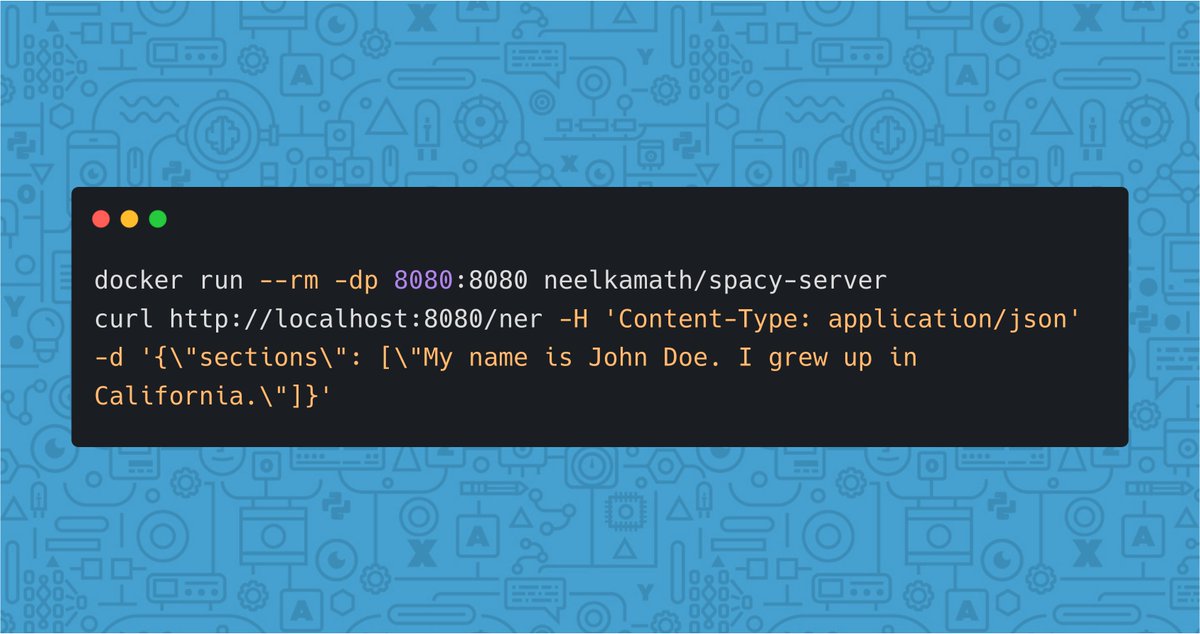 docker run --rm -dp 8080:8080 neelkamath/spacy-server
curl http://localhost:8080/ner -H 'Content-Type: application/json'
-d '{\"sections\": [\"My name is John Doe. I grew up in
California.\"]}'